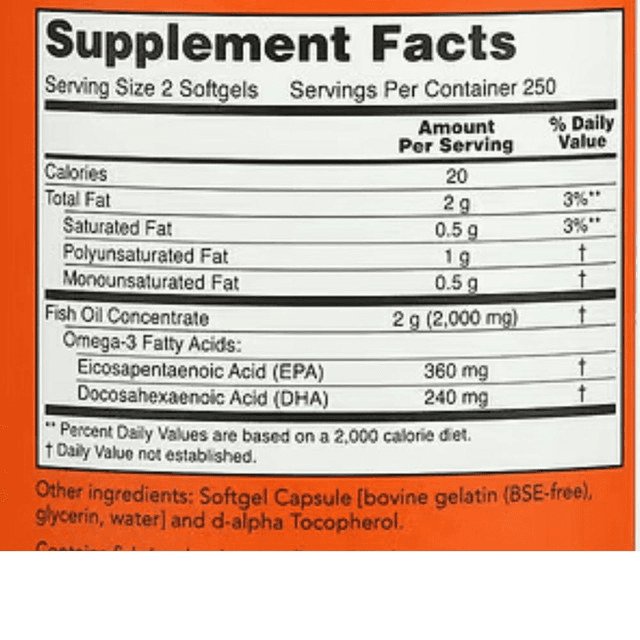 Supplement Facts
Serving Size 2 Softgels Servings Per Container 250
Amount Per Serving % Daily Value
Calories 20
Total Fat 2 g 3%**
Saturated Fat 0.5 g 3%**
Polyunsaturated Fat 1 g †
Monounsaturated Fat 0.5 g †
Fish Oil Concentrate 2 g (2,000 mg) †
Omega-3 Fatty Acids:
Eicosapentaenoic Acid (EPA) 360 mg †
Docosahexaenoic Acid (DHA) 240 mg †
** Percent Daily Values are based on a 2,000 calorie diet.
† Daily Value not established.
Other ingredients: Softgel Capsule [bovine gelatin (BSE-free),
glycerin, water] and d-alpha Tocopherol.